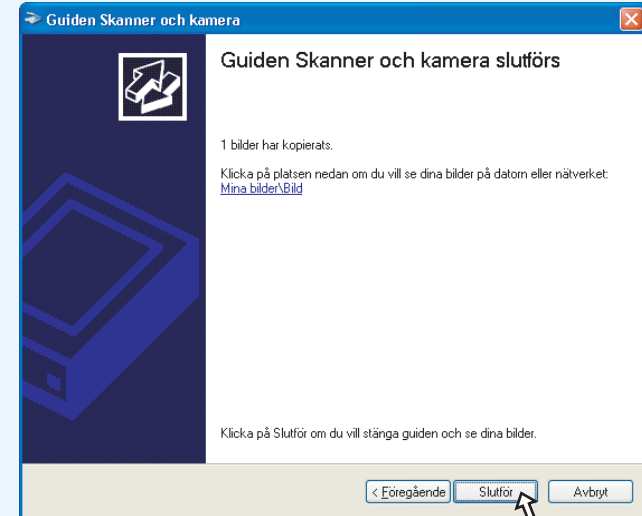 Guiden Skanner och kamera
Guiden Skanner och kamera slutförs
1 bilder har kopierats.
Klicka på platsen nedan om du vill se dina bilder på datorn eller nätverket:
Mina bilder\Bild
Klicka på Slutför om du vill stänga guiden och se dina bilder.
< Föregående Slutför Avbryt